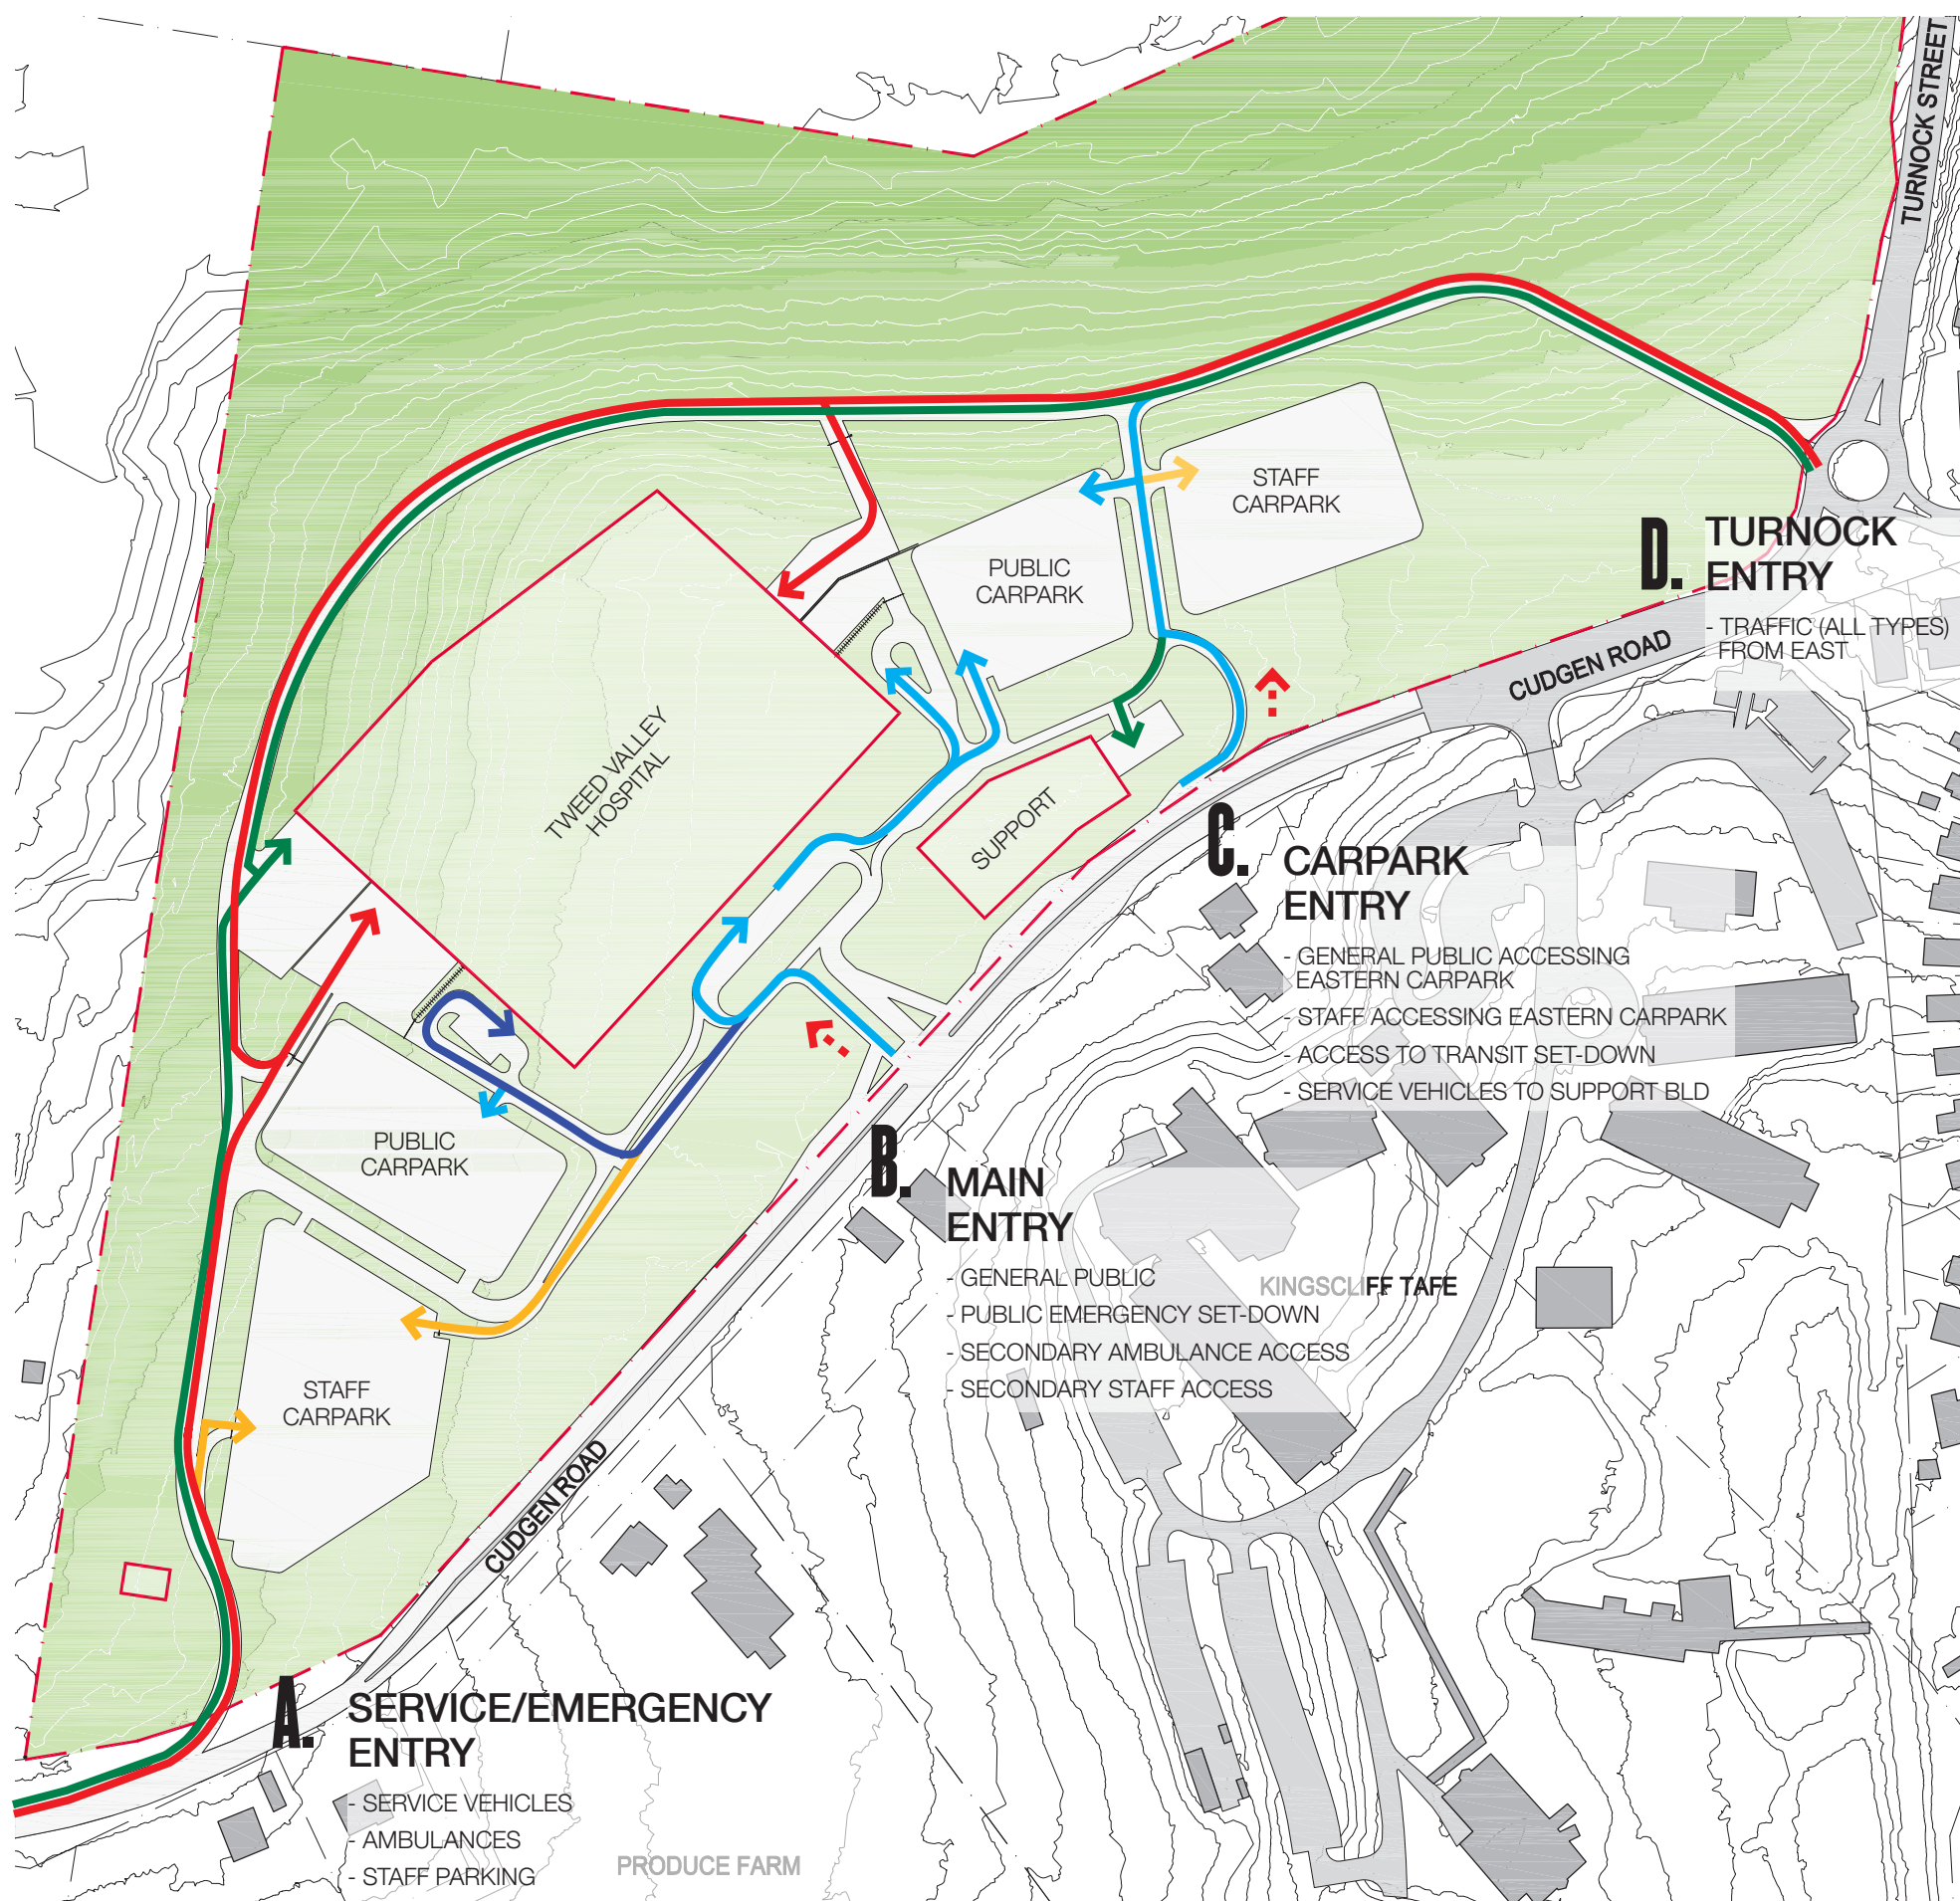 TURNOCK STREET
STAFF
CARPARK
PUBLIC
CARPARK
D.
TURNOCK
ENTRY
- TRAFFIC (ALL TYPES)
FROM EAST
CUDGEN ROAD
TWEED VALLEY
HOSPITAL
SUPPORT
C.
CARPARK
ENTRY
- GENERAL PUBLIC ACCESSING
EASTERN CARPARK
- STAFF ACCESSING EASTERN CARPARK
- ACCESS TO TRANSIT SET-DOWN
- SERVICE VEHICLES TO SUPPORT BLD
PUBLIC
CARPARK
B.
MAIN
ENTRY
- GENERAL PUBLIC
- PUBLIC EMERGENCY SET-DOWN
- SECONDARY AMBULANCE ACCESS
- SECONDARY STAFF ACCESS
KINGSCLIFF TAFE
STAFF
CARPARK
CUDGEN ROAD
A.
SERVICE/EMERGENCY
ENTRY
- SERVICE VEHICLES
- AMBULANCES
- STAFF PARKING
PRODUCE FARM